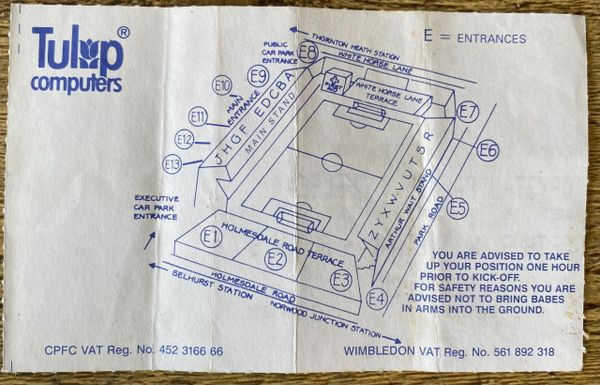 Tulip®
computers
E = ENTRANCES
THORNTON HEATH STATION
WHITE HORSE LANE
PUBLIC
CAR PARK
ENTRANCE
E8
E9
E10
MAIN
ENTRANCE
E11
E12
E13
J H G F E D C B A
MAIN STAND
FIRST
AID
WHITE HORSE LANE
TERRACE
E7
E6
E5
Z Y X W V U T S R
ARTHUR WAIT STAND
PARK ROAD
EXECUTIVE
CAR PARK
ENTRANCE
HOLMESDALE ROAD TERRACE
E1
E2
E3
E4
HOLMESDALE ROAD
SELHURST STATION
NORWOOD JUNCTION STATION
YOU ARE ADVISED TO TAKE
UP YOUR POSITION ONE HOUR
PRIOR TO KICK-OFF.
FOR SAFETY REASONS YOU ARE
ADVISED NOT TO BRING BABES
IN ARMS INTO THE GROUND.
CPFC VAT Reg. No. 452 3166 66
WIMBLEDON VAT Reg. No. 561 892 318